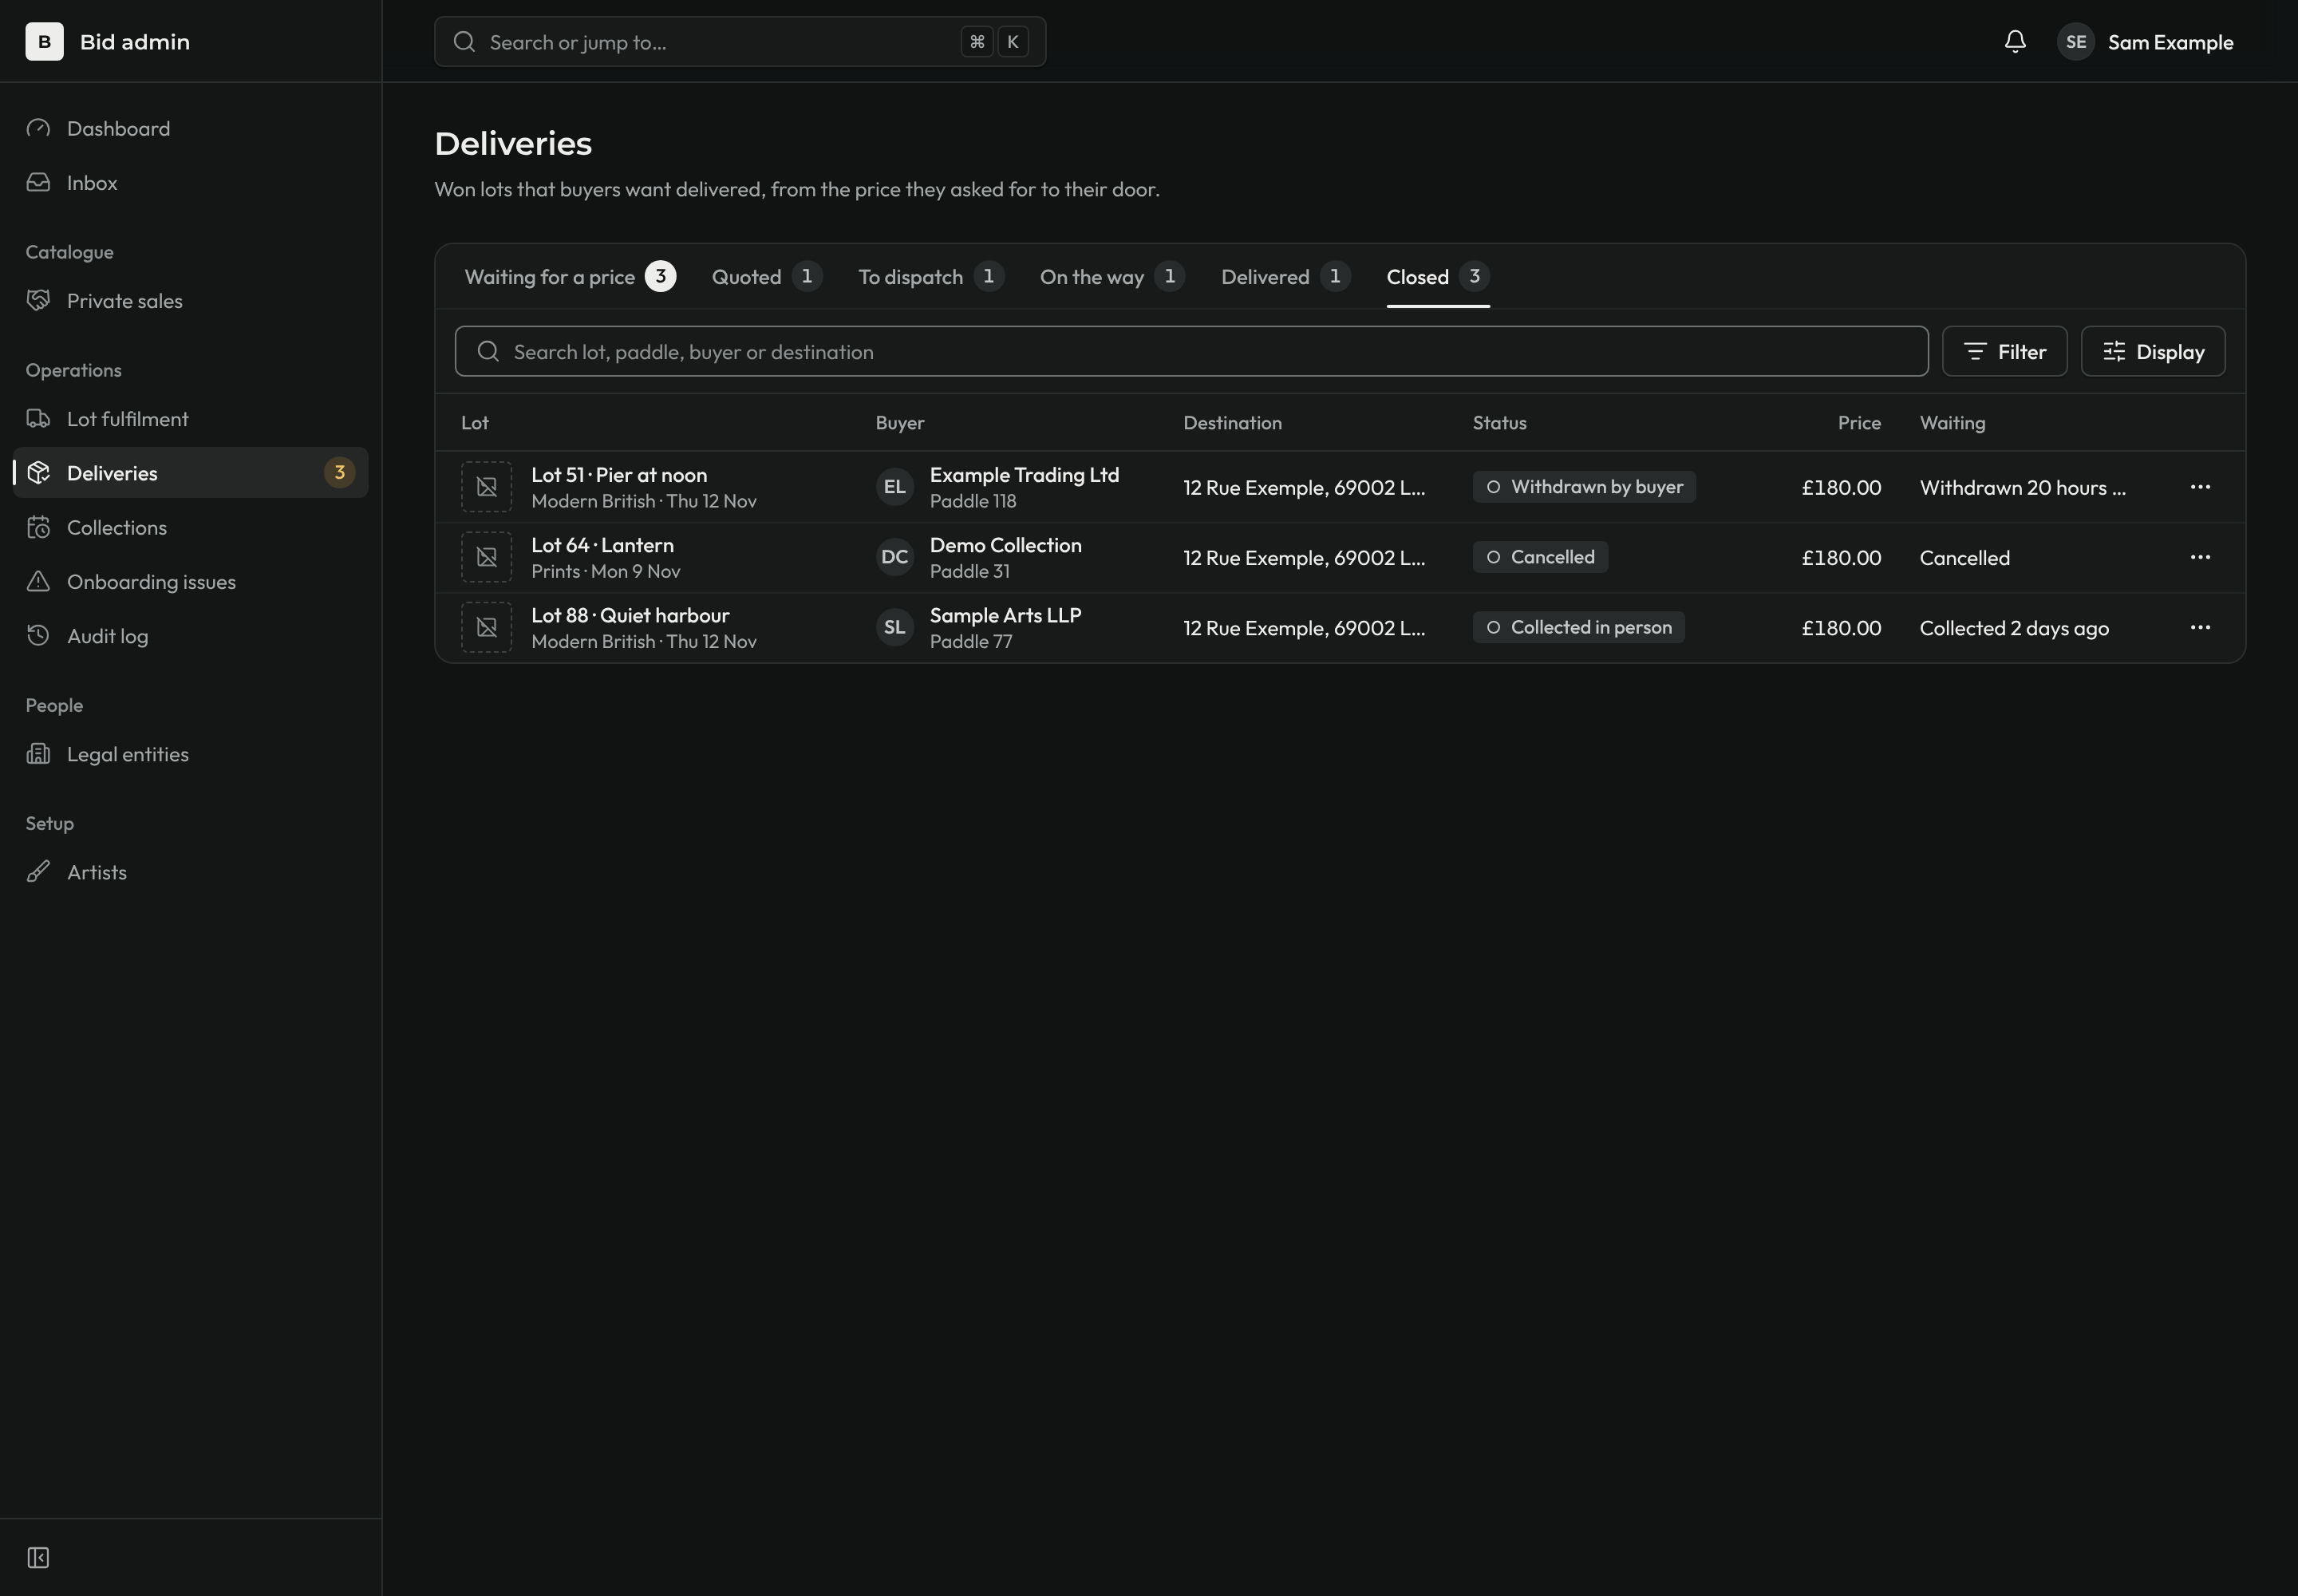 B Bid admin
Search or jump to... ⌘ K
SE Sam Example
Dashboard
Inbox
Catalogue
Private sales
Operations
Lot fulfilment
Deliveries 3
Collections
Onboarding issues
Audit log
People
Legal entities
Setup
Artists
Deliveries
Won lots that buyers want delivered, from the price they asked for to their door.
Waiting for a price 3 Quoted 1 To dispatch 1 On the way 1 Delivered 1 Closed 3
Search lot, paddle, buyer or destination
Filter Display
Lot Buyer Destination Status Price Waiting
Lot 51 · Pier at noon
Modern British · Thu 12 Nov
EL Example Trading Ltd
Paddle 118
12 Rue Exemple, 69002 L...
Withdrawn by buyer
£180.00
Withdrawn 20 hours ...
Lot 64 · Lantern
Prints · Mon 9 Nov
DC Demo Collection
Paddle 31
12 Rue Exemple, 69002 L...
Cancelled
£180.00
Cancelled
Lot 88 · Quiet harbour
Modern British · Thu 12 Nov
SL Sample Arts LLP
Paddle 77
12 Rue Exemple, 69002 L...
Collected in person
£180.00
Collected 2 days ago